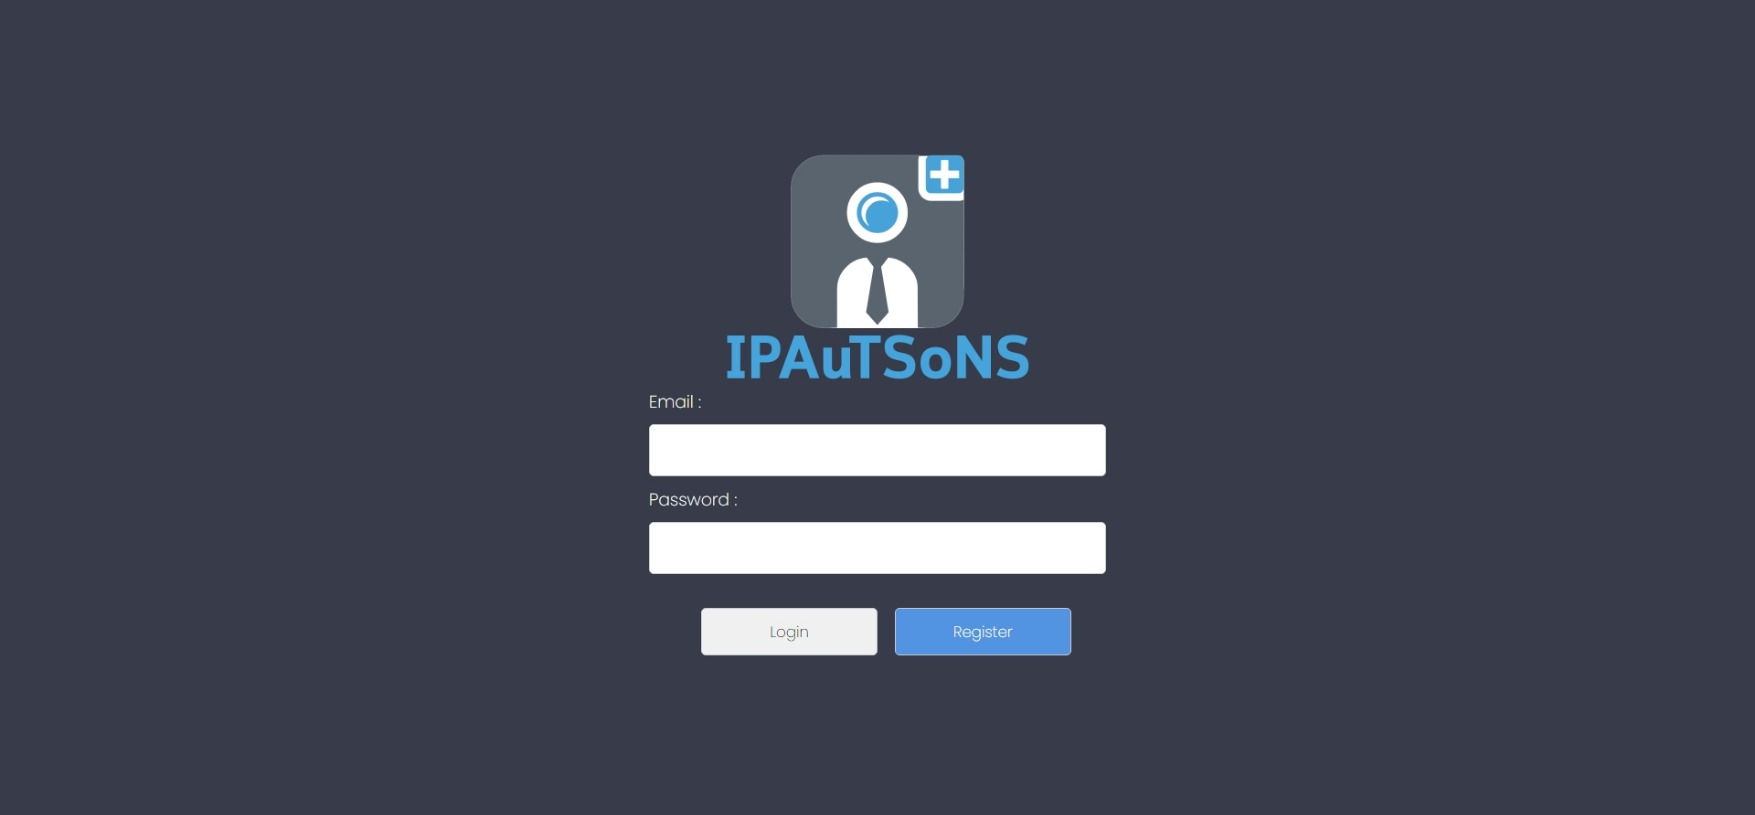 IPAuTSoNS
Email :
Password :
Login
Register